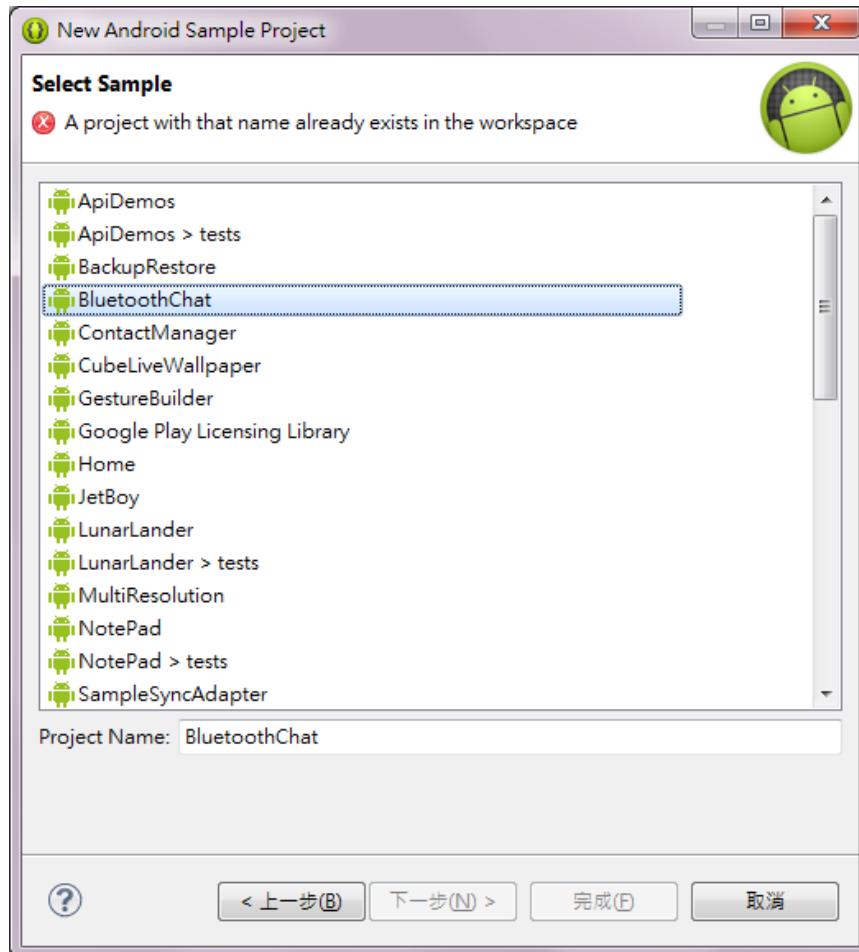 New Android Sample Project
Select Sample
A project with that name already exists in the workspace
ApiDemos
ApiDemos > tests
BackupRestore
BluetoothChat
ContactManager
CubeLiveWallpaper
GestureBuilder
Google Play Licensing Library
Home
JetBoy
LunarLander
LunarLander > tests
MultiResolution
NotePad
NotePad > tests
SampleSyncAdapter
Project Name: BluetoothChat
< 上一步(B) 下一步(N) > 完成(F) 取消